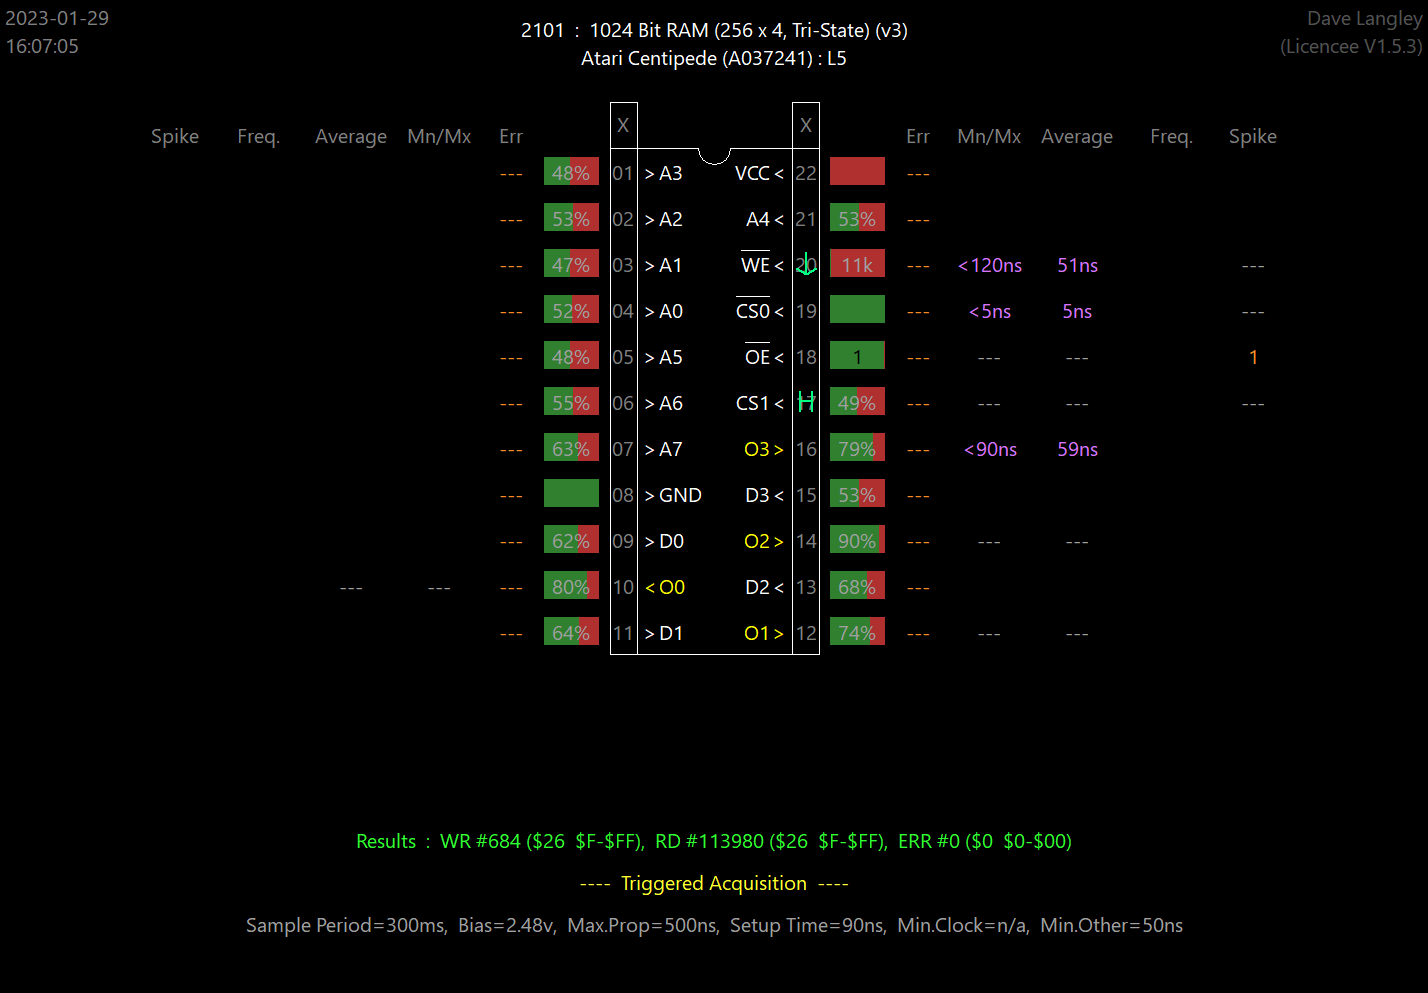 2023-01-29
16:07:05
2101 : 1024 Bit RAM (256 x 4, Tri-State) (v3)
Atari Centipede (A037241) : L5
Dave Langley
(Licencee V1.5.3)
Spike Freq. Average Mn/Mx Err X X Err Mn/Mx Average Freq. Spike
--- 48% 01 >A3 VCC< 22 ---
--- 53% 02 >A2 A4< 21 53% ---
--- 47% 03 >A1 WE< 20 11k --- <120ns 51ns ---
--- 52% 04 >A0 CS0< 19 --- <5ns 5ns ---
--- 48% 05 >A5 OE< 18 1 --- --- --- 1
--- 55% 06 >A6 CS1< 17 H 49% --- --- --- ---
--- 63% 07 >A7 O3> 16 79% --- <90ns 59ns
--- 08 >GND D3< 15 53% ---
--- 62% 09 >D0 O2> 14 90% --- --- ---
--- --- --- 80% 10 <O0 D2< 13 68% ---
--- 64% 11 >D1 O1> 12 74% --- --- ---
Results : WR #684 ($26 $F-$FF), RD #113980 ($26 $F-$FF), ERR #0 ($0 $0-$00)
---- Triggered Acquisition ----
Sample Period=300ms, Bias=2.48v, Max.Prop=500ns, Setup Time=90ns, Min.Clock=n/a, Min.Other=50ns